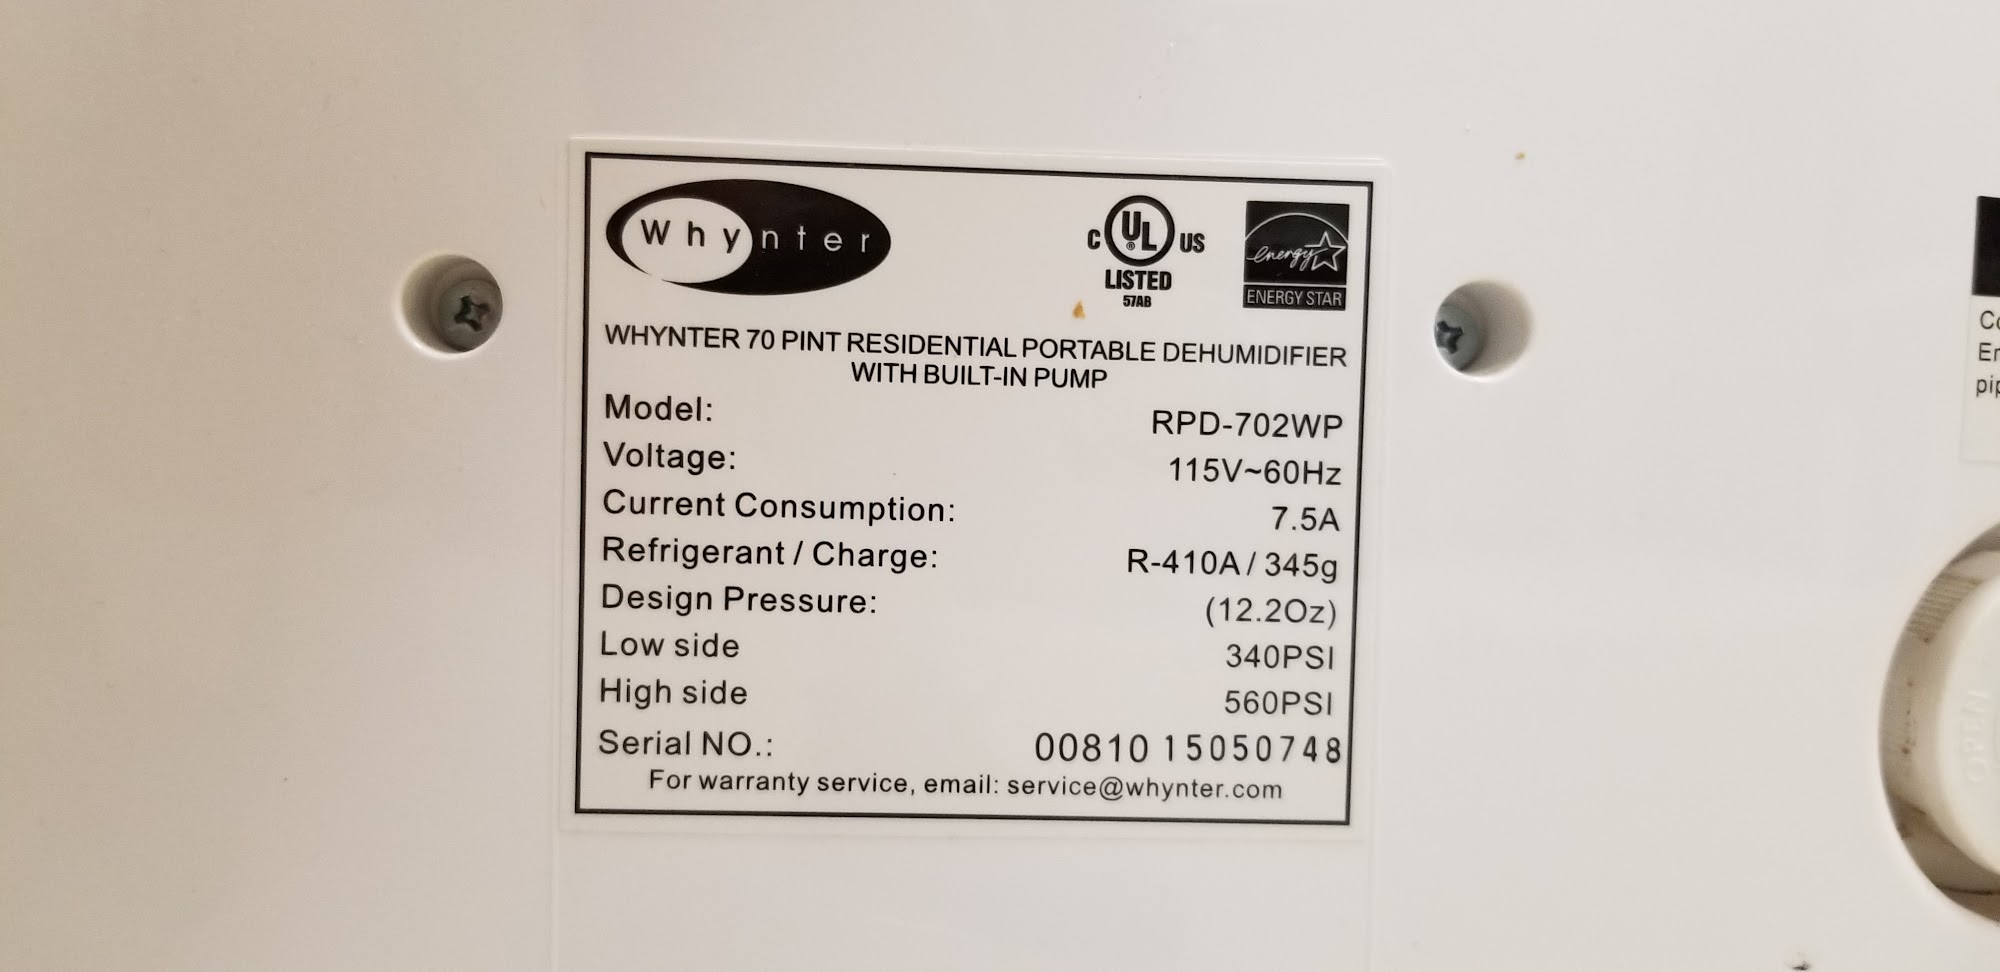 Whynter
C UL US
LISTED
57AB
energy
ENERGY STAR
WHYNTER 70 PINT RESIDENTIAL PORTABLE DEHUMIDIFIER
WITH BUILT-IN PUMP
Model: RPD-702WP
Voltage: 115V~60Hz
Current Consumption: 7.5A
Refrigerant / Charge: R-410A / 345g
Design Pressure: (12.2Oz)
Low side 340PSI
High side 560PSI
Serial NO.: 00810 15050748
For warranty service, email: service@whynter.com
OPEN